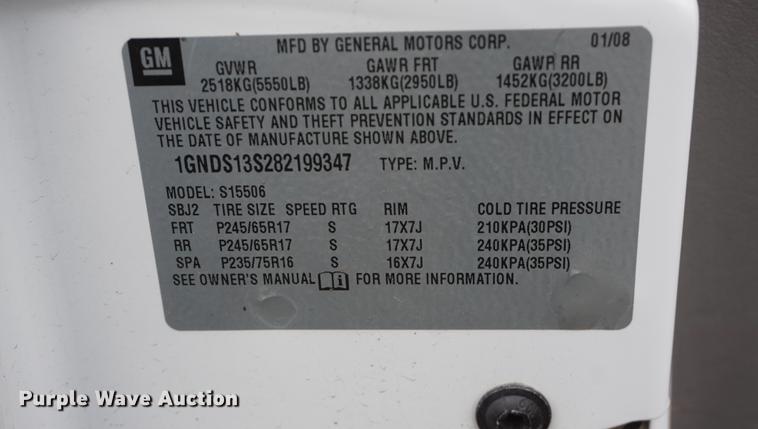 GM
MFD BY GENERAL MOTORS CORP. 01/08
GVWR GAWR FRT GAWR RR
2518KG(5550LB) 1338KG(2950LB) 1452KG(3200LB)
THIS VEHICLE CONFORMS TO ALL APPLICABLE U.S. FEDERAL MOTOR
VEHICLE SAFETY AND THEFT PREVENTION STANDARDS IN EFFECT ON
THE DATE OF MANUFACTURE SHOWN ABOVE.
1GNDS13S282199347 TYPE: M.P.V.
MODEL: S15506
SBJ2 TIRE SIZE SPEED RTG RIM COLD TIRE PRESSURE
FRT P245/65R17 S 17X7J 210KPA(30PSI)
RR P245/65R17 S 17X7J 240KPA(35PSI)
SPA P235/75R16 S 16X7J 240KPA(35PSI)
SEE OWNER'S MANUAL i FOR MORE INFORMATION.
Purple Wave Auction